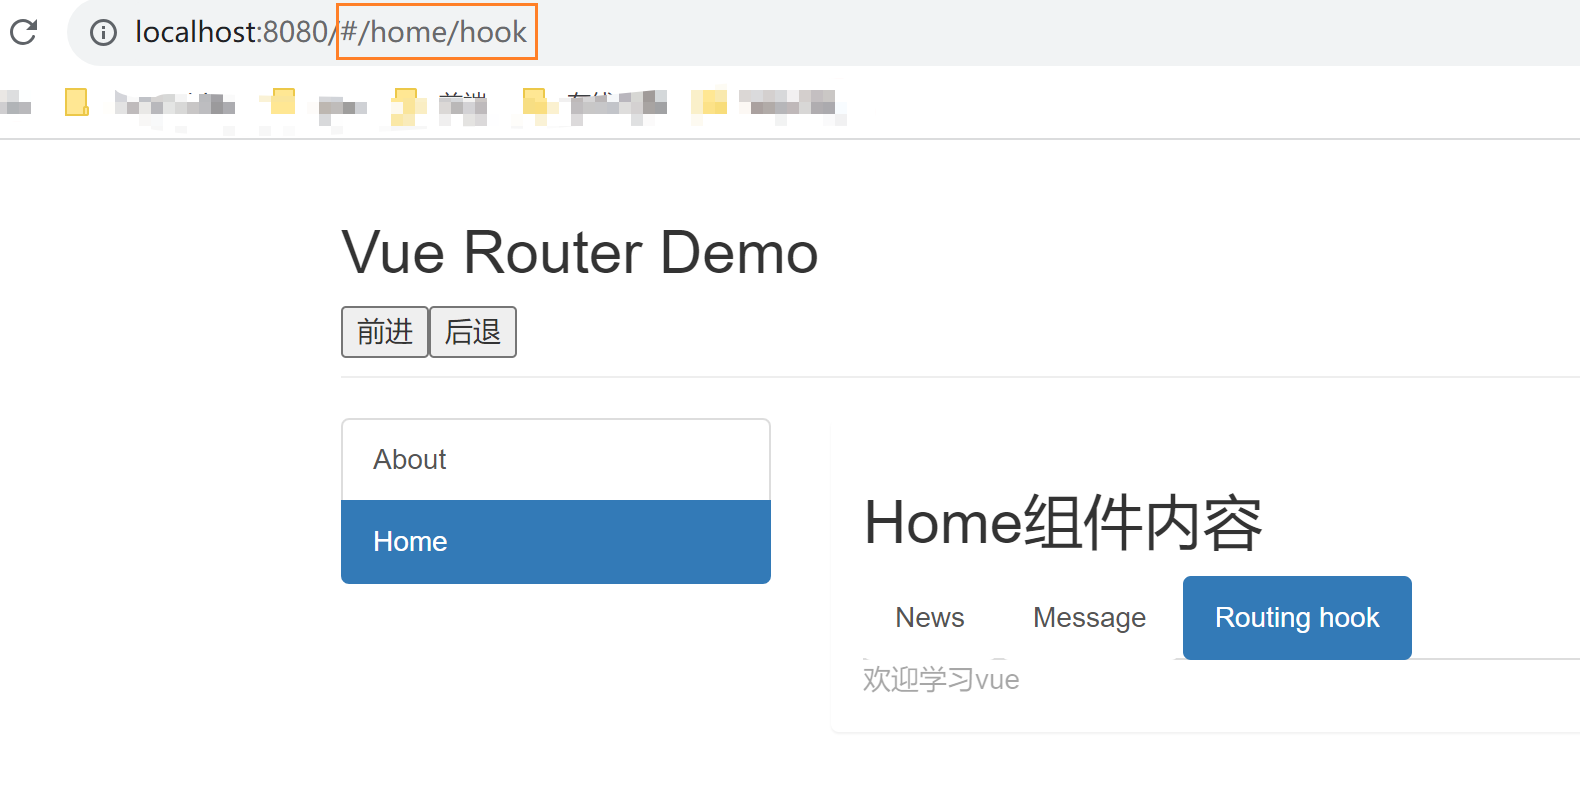 localhost:8080/#/home/hook
Vue Router Demo
前进 后退
About
Home
Home组件内容
News Message Routing hook
欢迎学习vue